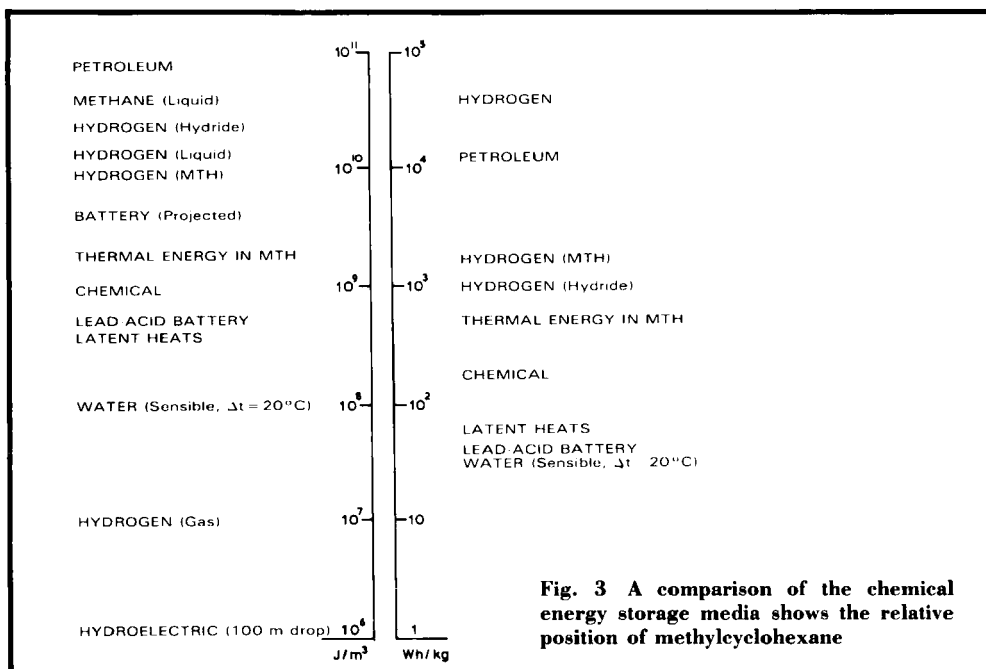 PETROLEUM
METHANE (Liquid)
HYDROGEN (Hydride)
HYDROGEN (Liquid)
HYDROGEN (MTH)
BATTERY (Projected)
THERMAL ENERGY IN MTH
CHEMICAL
LEAD-ACID BATTERY
LATENT HEATS
WATER (Sensible, Δt = 20°C)
HYDROGEN (Gas)
HYDROELECTRIC (100 m drop)
10¹¹
10¹⁰
10⁹
10⁸
10⁷
10⁶
J/m³
10⁵
10⁴
10³
10²
10
1
Wh/kg
HYDROGEN
PETROLEUM
HYDROGEN (MTH)
HYDROGEN (Hydride)
THERMAL ENERGY IN MTH
CHEMICAL
LATENT HEATS
LEAD-ACID BATTERY
WATER (Sensible, Δt 20°C)
Fig. 3 A comparison of the chemical
energy storage media shows the relative
position of methylcyclohexane